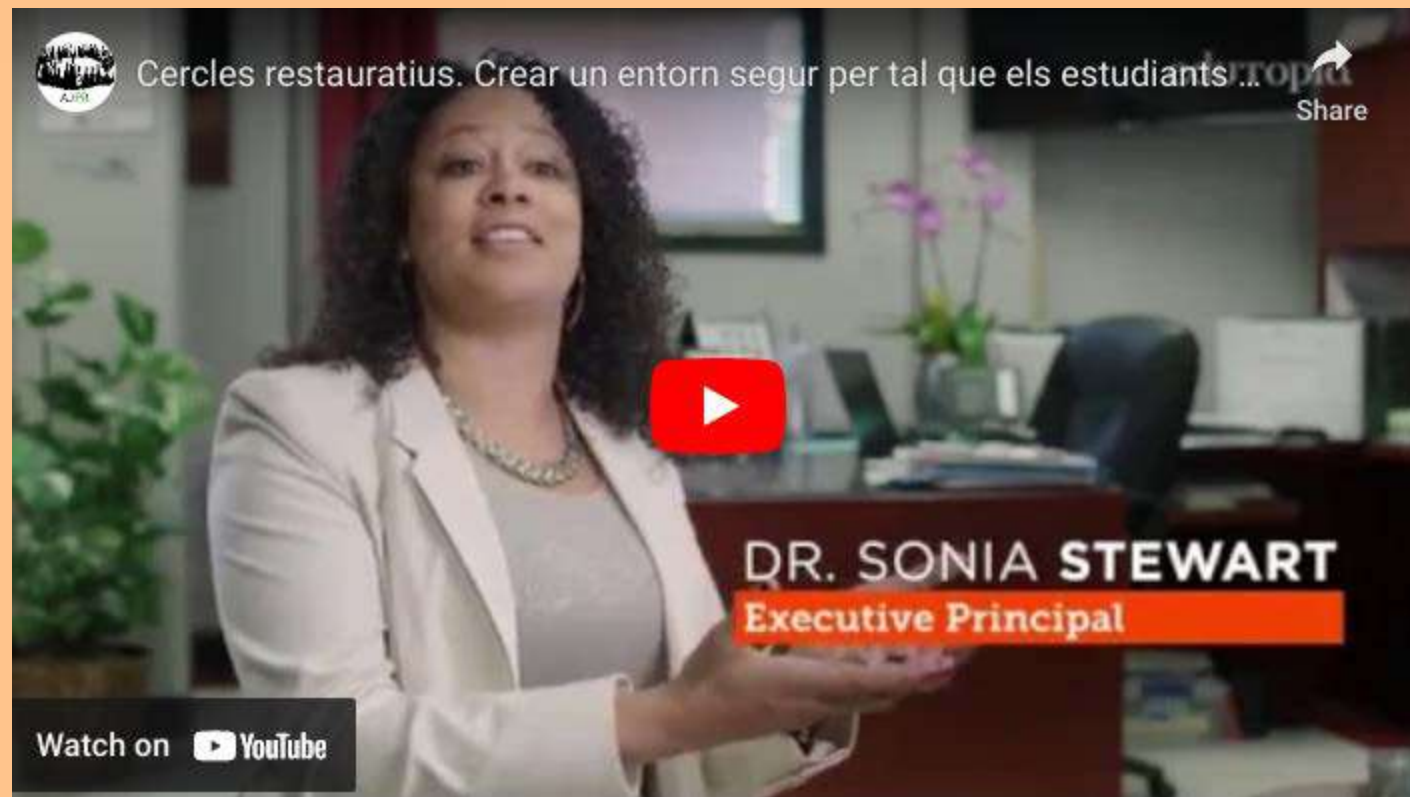 Cercles restauratius. Crear un entorn segur per tal que els estudiants ...
edutopia
Share
DR. SONIA STEWART
Executive Principal
Watch on YouTube